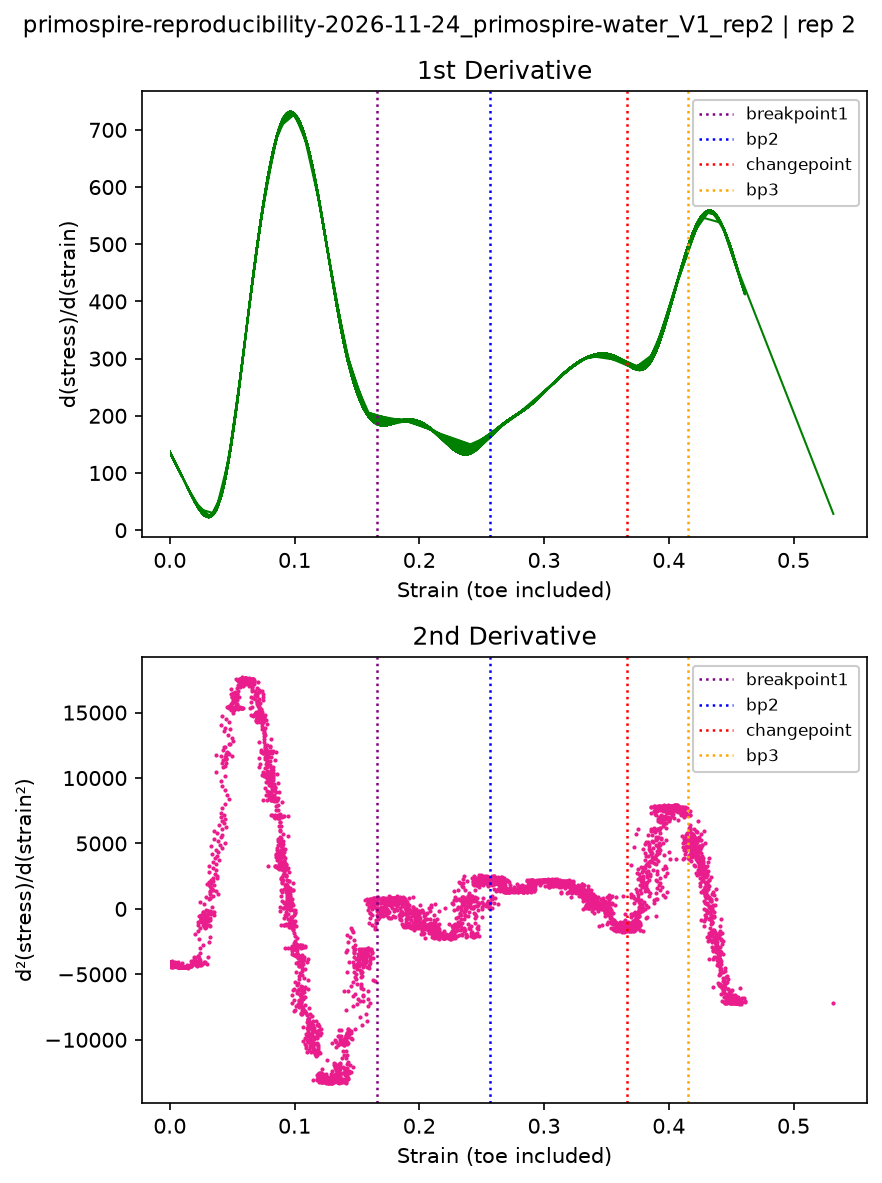 primospire-reproducibility-2026-11-24_primospire-water_V1_rep2 | rep 2
1st Derivative
d(stress)/d(strain)
700
600
500
400
300
200
100
0
breakpoint1
bp2
changepoint
bp3
0.0 0.1 0.2 0.3 0.4 0.5
Strain (toe included)
2nd Derivative
d²(stress)/d(strain²)
15000
10000
5000
0
−5000
−10000
breakpoint1
bp2
changepoint
bp3
0.0 0.1 0.2 0.3 0.4 0.5
Strain (toe included)